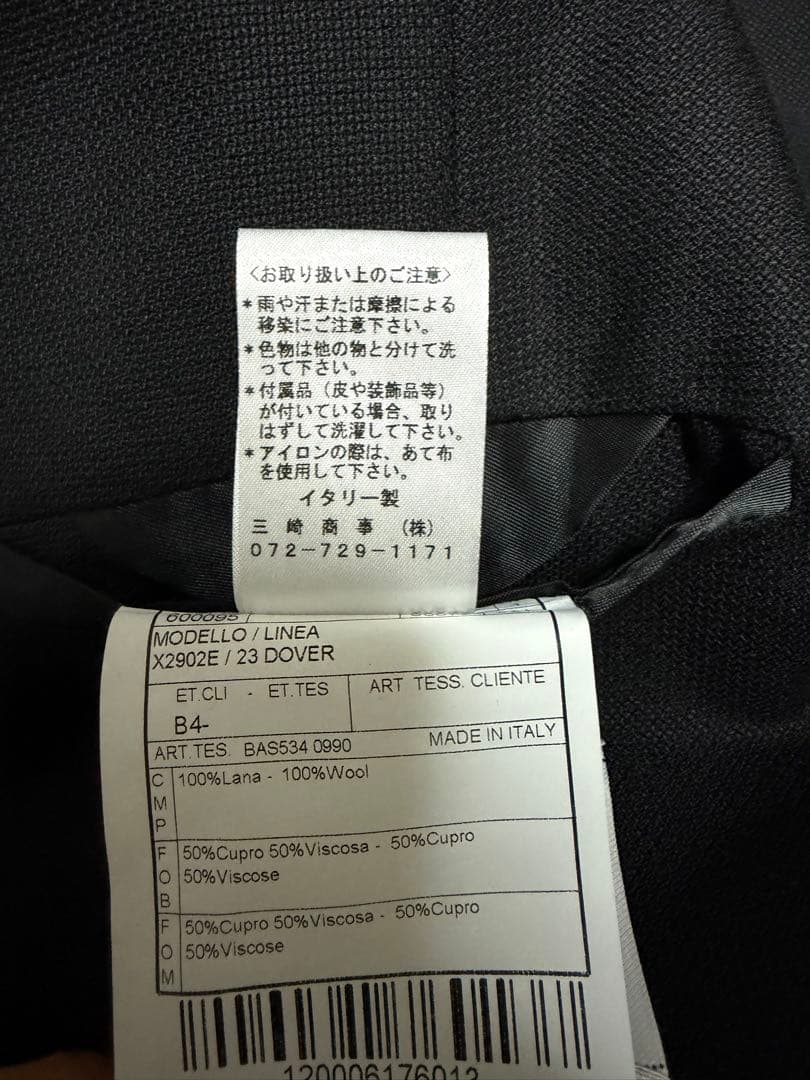 〈お取り扱い上のご注意〉
*雨や汗または摩擦による
移染にご注意下さい。
*色物は他の物と分けて洗
って下さい。
*付属品（皮や装飾品等）
が付いている場合、取り
はずして洗濯して下さい。
*アイロンの際は、あて布
を使用して下さい。
イタリー製
三崎商事（株）
072-729-1171
600095
MODELLO / LINEA
X2902E / 23 DOVER
ET.CLI - ET.TES
ART TESS. CLIENTE
B4-
ART.TES. BAS534 0990
MADE IN ITALY
CMP
100%Lana - 100%Wool
FOB
50%Cupro 50%Viscosa - 50%Cupro
50%Viscose
FOM
50%Cupro 50%Viscosa - 50%Cupro
50%Viscose
120006176012